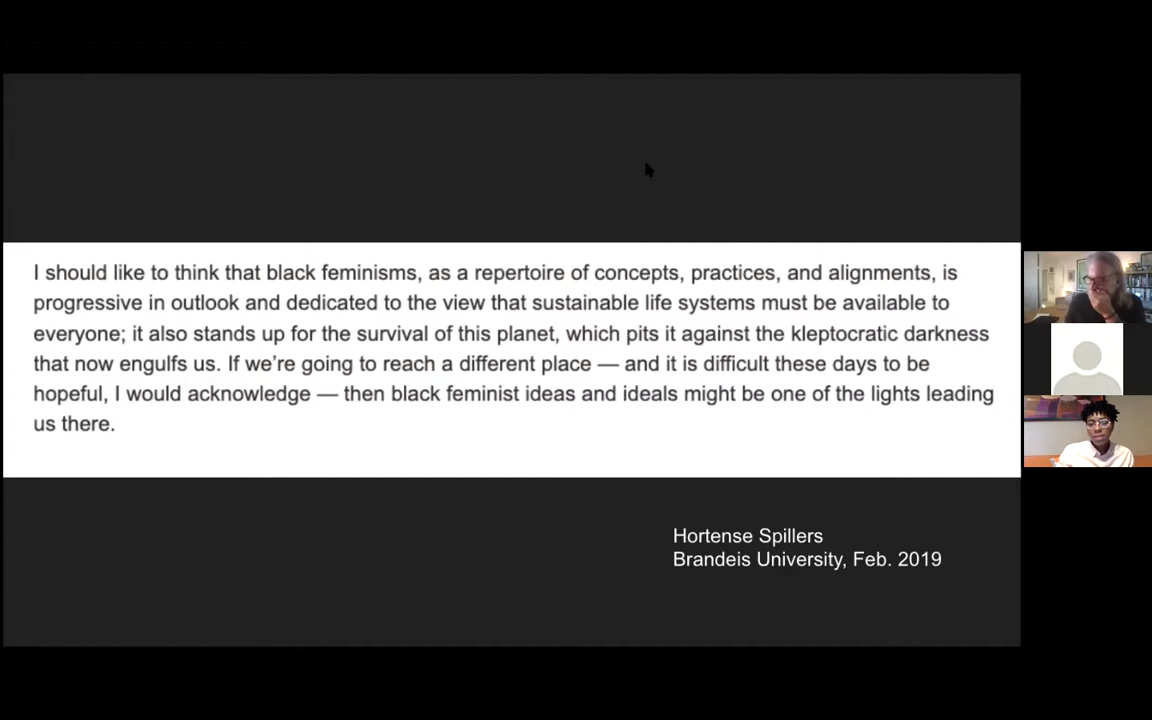 I should like to think that black feminisms, as a repertoire of concepts, practices, and alignments, is
progressive in outlook and dedicated to the view that sustainable life systems must be available to
everyone; it also stands up for the survival of this planet, which pits it against the kleptocratic darkness
that now engulfs us. If we’re going to reach a different place — and it is difficult these days to be
hopeful, I would acknowledge — then black feminist ideas and ideals might be one of the lights leading
us there.
Hortense Spillers
Brandeis University, Feb. 2019